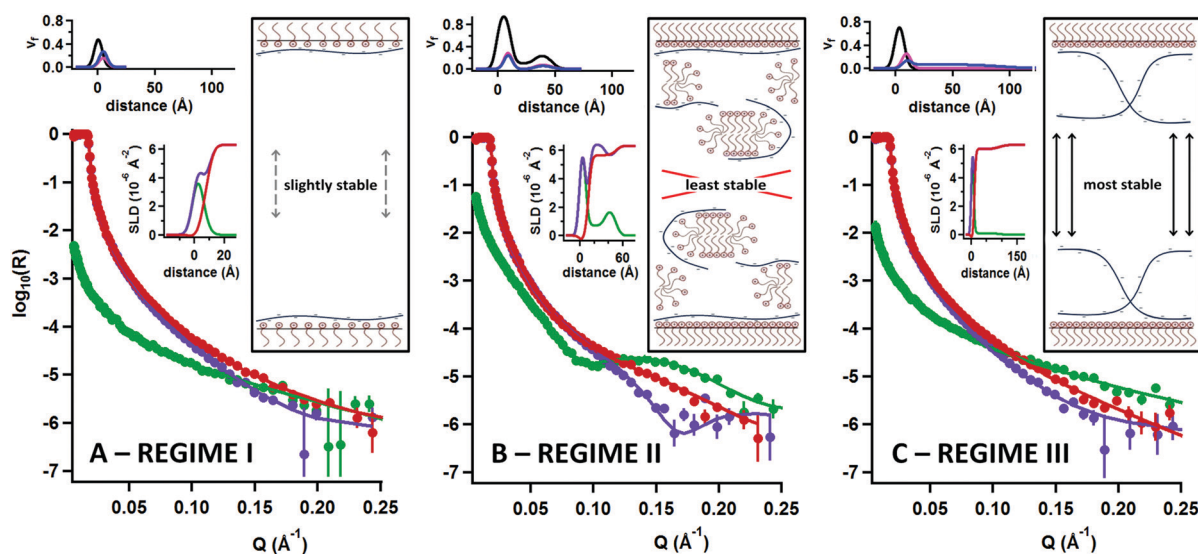 0.8
0.4
0.0
v_f
0 50 100
distance (Å)
slightly stable
6
4
2
0
SLD (10⁻⁶ Å⁻²)
0 20
distance (Å)
0
-1
-2
-3
-4
-5
-6
-7
log₁₀(R)
A – REGIME I
0.05 0.10 0.15 0.20 0.25
Q (Å⁻¹)
0.8
0.4
0.0
v_f
0 50 100
distance (Å)
least stable
6
4
2
0
SLD (10⁻⁶ Å⁻²)
0 60
distance (Å)
0
-1
-2
-3
-4
-5
-6
-7
B – REGIME II
0.05 0.10 0.15 0.20 0.25
Q (Å⁻¹)
0.8
0.4
0.0
v_f
0 50 100
distance (Å)
most stable
6
4
2
0
SLD (10⁻⁶ Å⁻²)
0 150
distance (Å)
0
-1
-2
-3
-4
-5
-6
-7
C – REGIME III
0.05 0.10 0.15 0.20 0.25
Q (Å⁻¹)